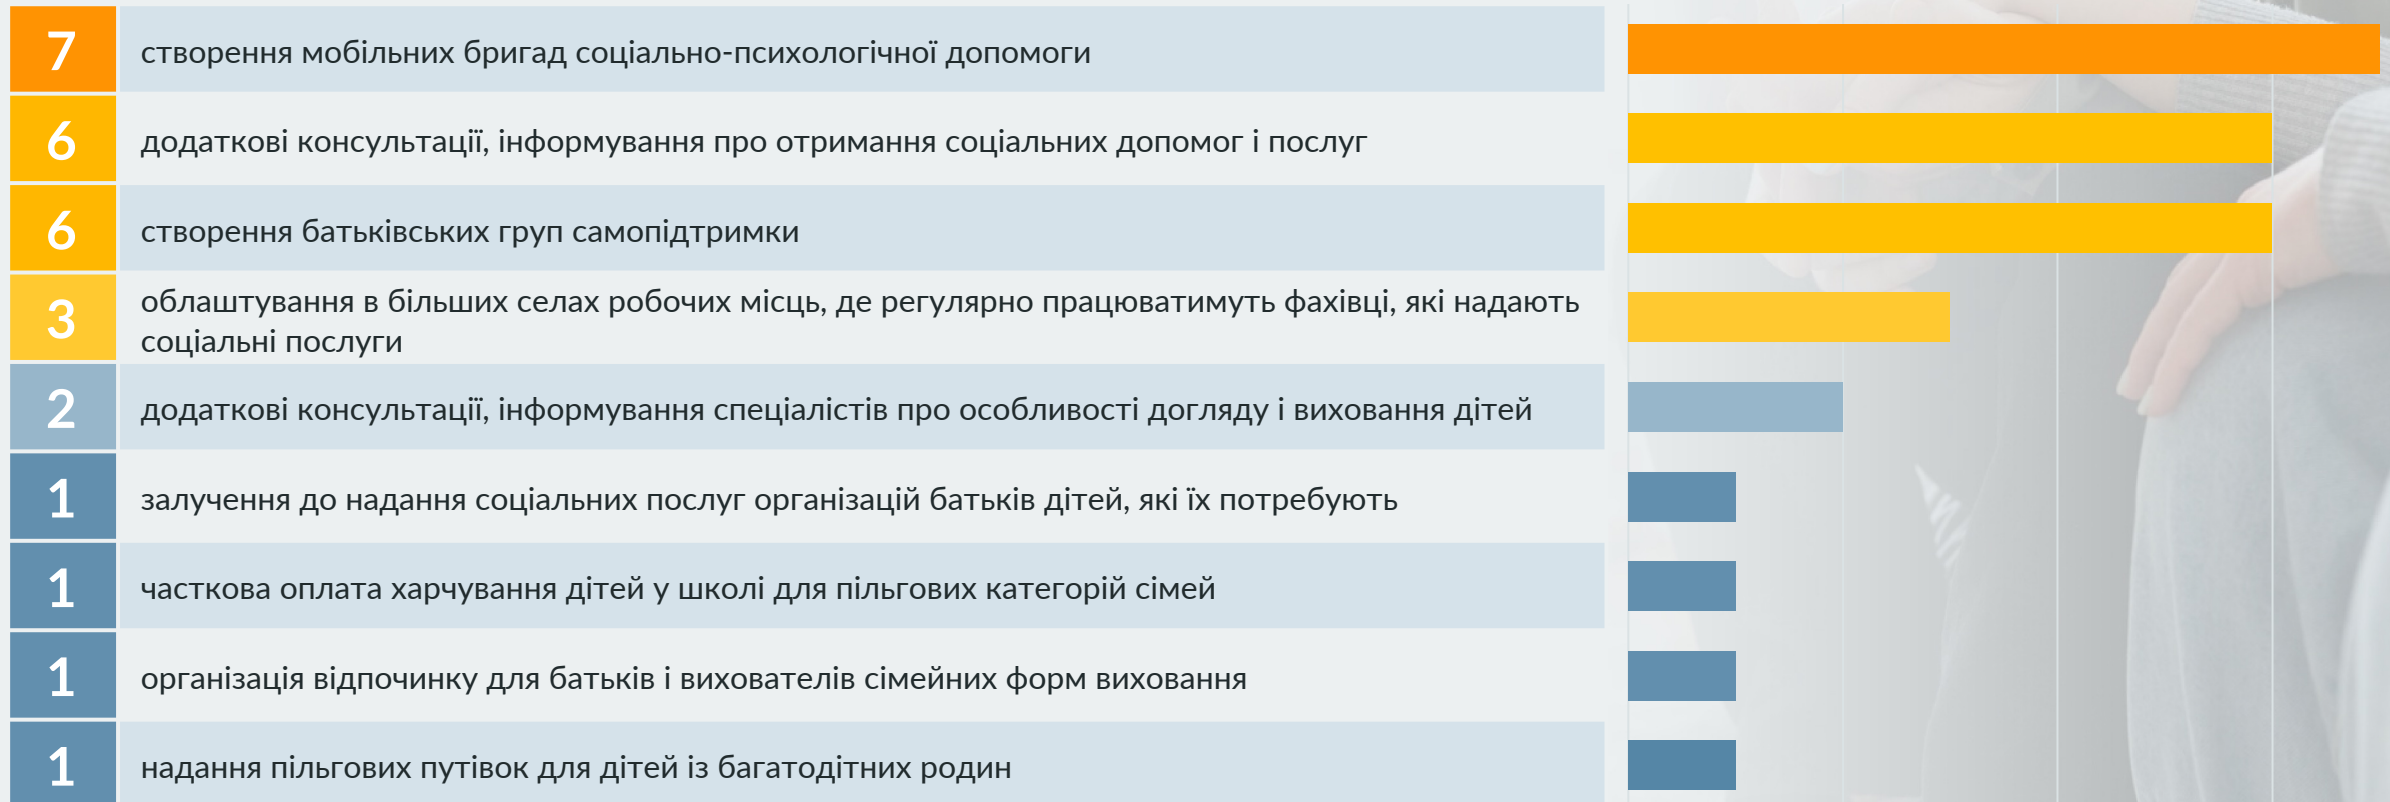 7 створення мобільних бригад соціально-психологічної допомоги
6 додаткові консультації, інформування про отримання соціальних допомог і послуг
6 створення батьківських груп самопідтримки
3 облаштування в більших селах робочих місць, де регулярно працюватимуть фахівці, які надають
соціальні послуги
2 додаткові консультації, інформування спеціалістів про особливості догляду і виховання дітей
1 залучення до надання соціальних послуг організацій батьків дітей, які їх потребують
1 часткова оплата харчування дітей у школі для пільгових категорій сімей
1 організація відпочинку для батьків і вихователів сімейних форм виховання
1 надання пільгових путівок для дітей із багатодітних родин